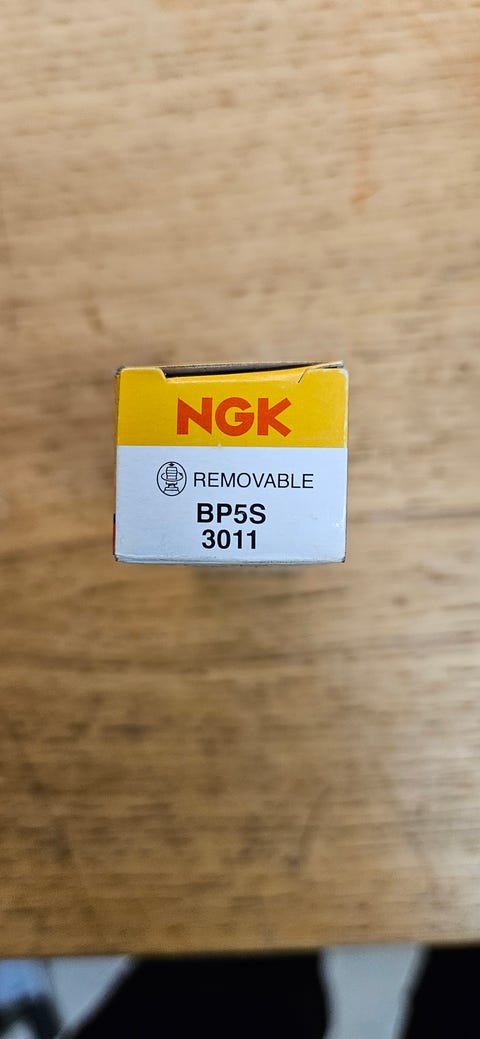 NGK
REMOVABLE
BP5S
3011